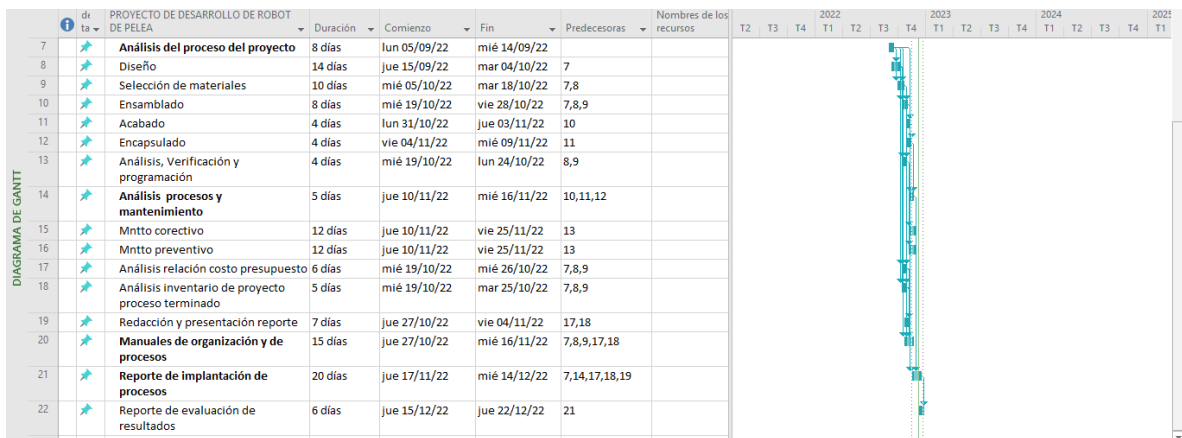 DIAGRAMA DE GANTT
de
ta
PROYECTO DE DESARROLLO DE ROBOT
DE PELEA
Duración
Comienzo
Fin
Predecesoras
Nombres de los
recursos
2022 2023 2024 2025
T2 T3 T4 T1 T2 T3 T4 T1 T2 T3 T4 T1 T2 T3 T4 T1
7 Análisis del proceso del proyecto 8 días lun 05/09/22 mié 14/09/22
8 Diseño 14 días jue 15/09/22 mar 04/10/22 7
9 Selección de materiales 10 días mié 05/10/22 mar 18/10/22 7,8
10 Ensamblado 8 días mié 19/10/22 vie 28/10/22 7,8,9
11 Acabado 4 días lun 31/10/22 jue 03/11/22 10
12 Encapsulado 4 días vie 04/11/22 mié 09/11/22 11
13 Análisis, Verificación y 4 días mié 19/10/22 lun 24/10/22 8,9
programación
14 Análisis procesos y 5 días jue 10/11/22 mié 16/11/22 10,11,12
mantenimiento
15 Mntto corectivo 12 días jue 10/11/22 vie 25/11/22 13
16 Mntto preventivo 12 días jue 10/11/22 vie 25/11/22 13
17 Análisis relación costo presupuesto 6 días mié 19/10/22 mié 26/10/22 7,8,9
18 Análisis inventario de proyecto 5 días mié 19/10/22 mar 25/10/22 7,8,9
proceso terminado
19 Redacción y presentación reporte 7 días jue 27/10/22 vie 04/11/22 17,18
20 Manuales de organización y de 15 días jue 27/10/22 mié 16/11/22 7,8,9,17,18
procesos
21 Reporte de implantación de 20 días jue 17/11/22 mié 14/12/22 7,14,17,18,19
procesos
22 Reporte de evaluación de 6 días jue 15/12/22 jue 22/12/22 21
resultados